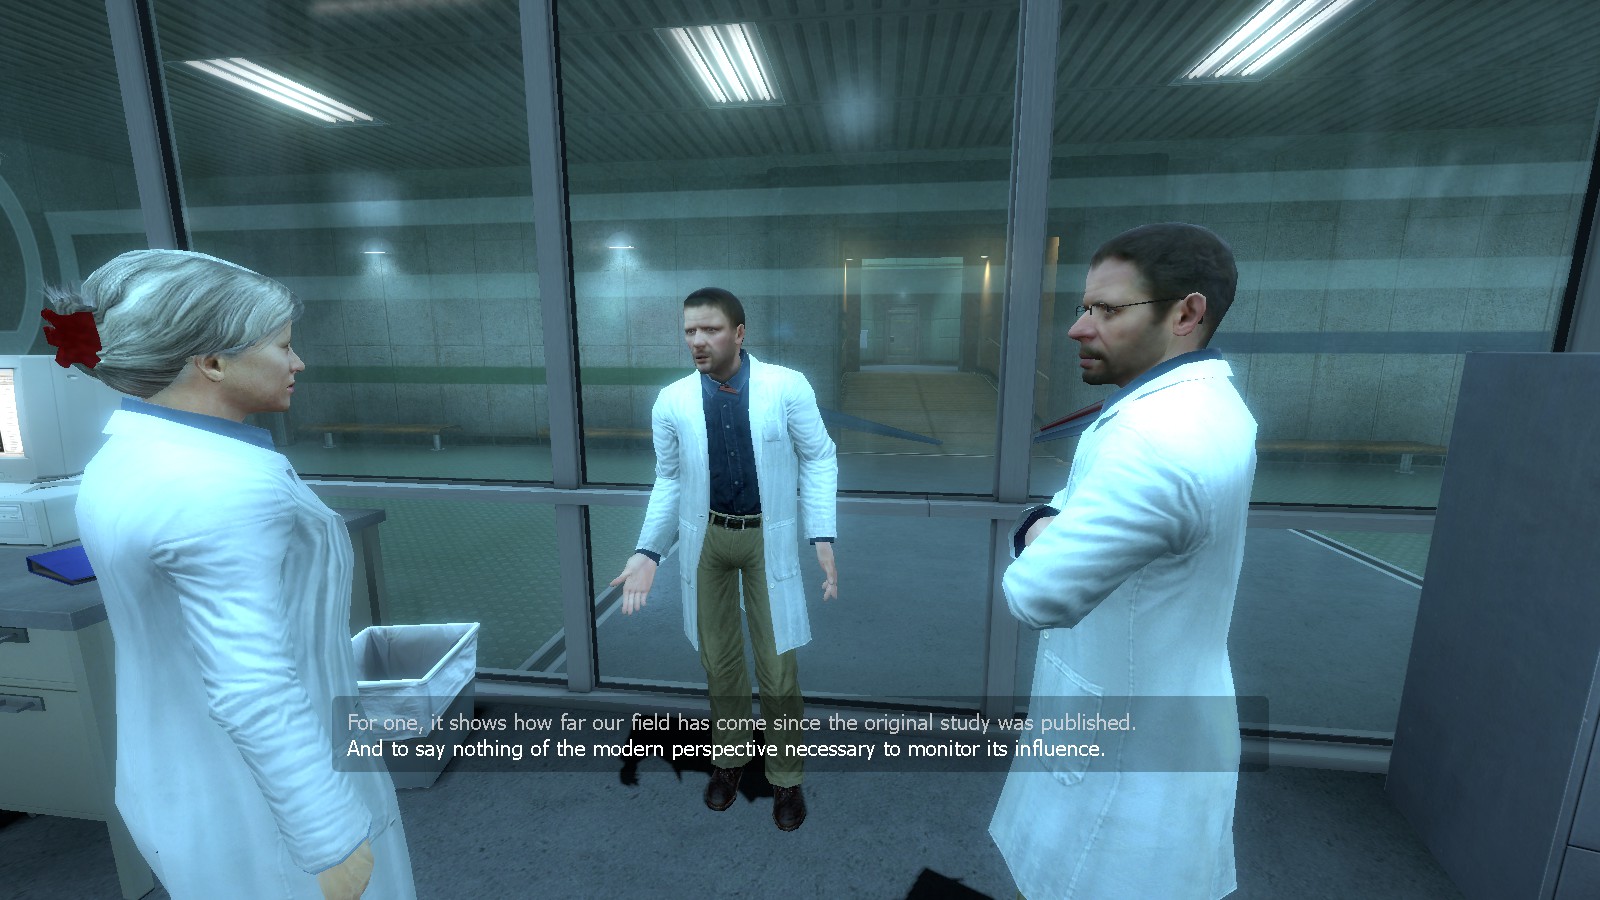 For one, it shows how far our field has come since the original study was published.
And to say nothing of the modern perspective necessary to monitor its influence.